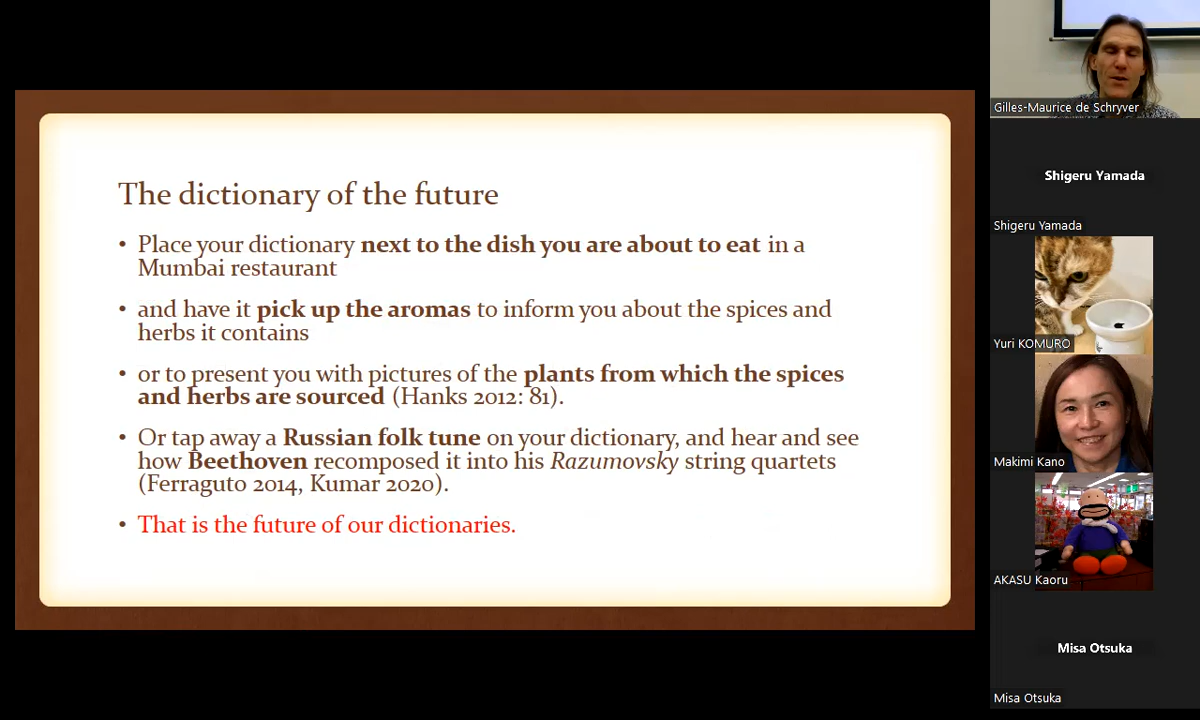 The dictionary of the future
• Place your dictionary next to the dish you are about to eat in a
Mumbai restaurant
• and have it pick up the aromas to inform you about the spices and
herbs it contains
• or to present you with pictures of the plants from which the spices
and herbs are sourced (Hanks 2012: 81).
• Or tap away a Russian folk tune on your dictionary, and hear and see
how Beethoven recomposed it into his Razumovsky string quartets
(Ferraguto 2014, Kumar 2020).
• That is the future of our dictionaries.
Gilles-Maurice de Schryver
Shigeru Yamada
Shigeru Yamada
Yuri KOMURO
Makimi Kano
AKASU Kaoru
Misa Otsuka
Misa Otsuka